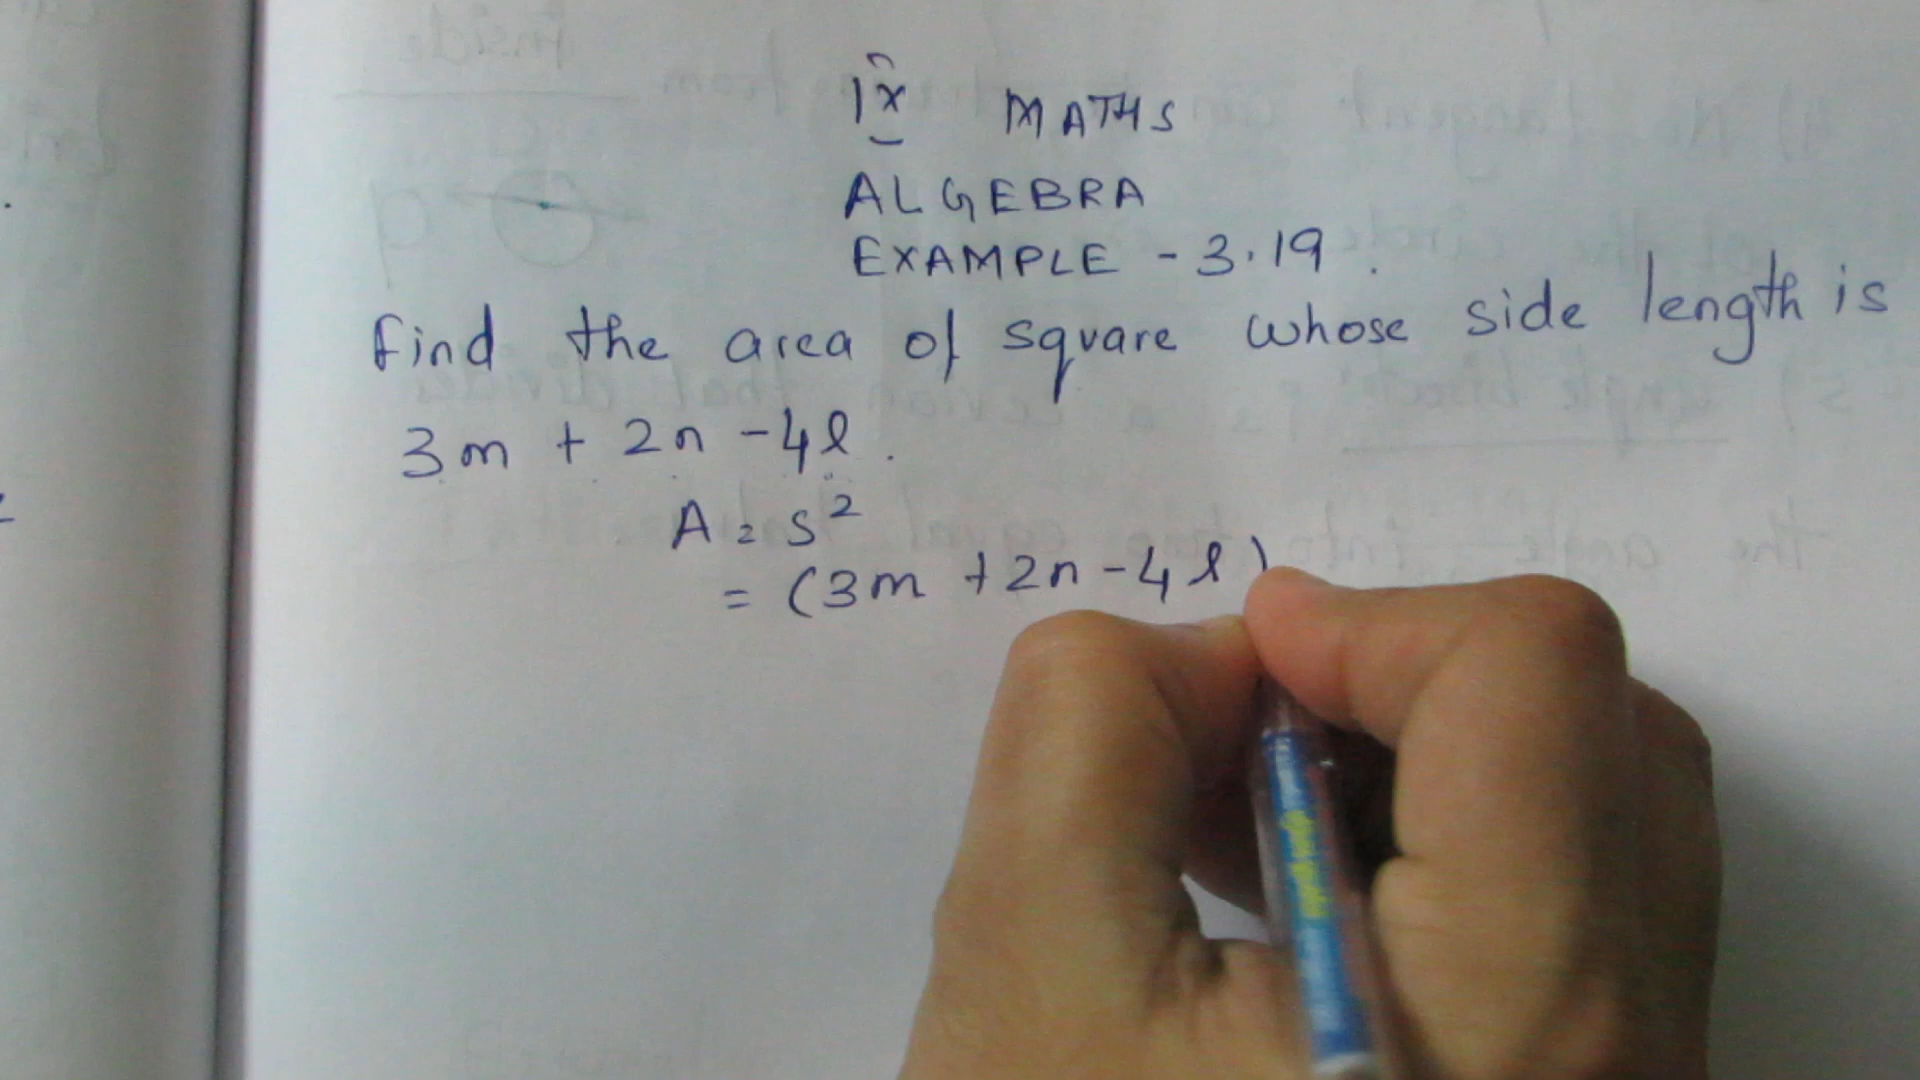 IX MATHS
ALGEBRA
EXAMPLE - 3.19.
Find the area of square whose side length is
3m + 2n - 4l.
A = s²
= (3m + 2n - 4l)